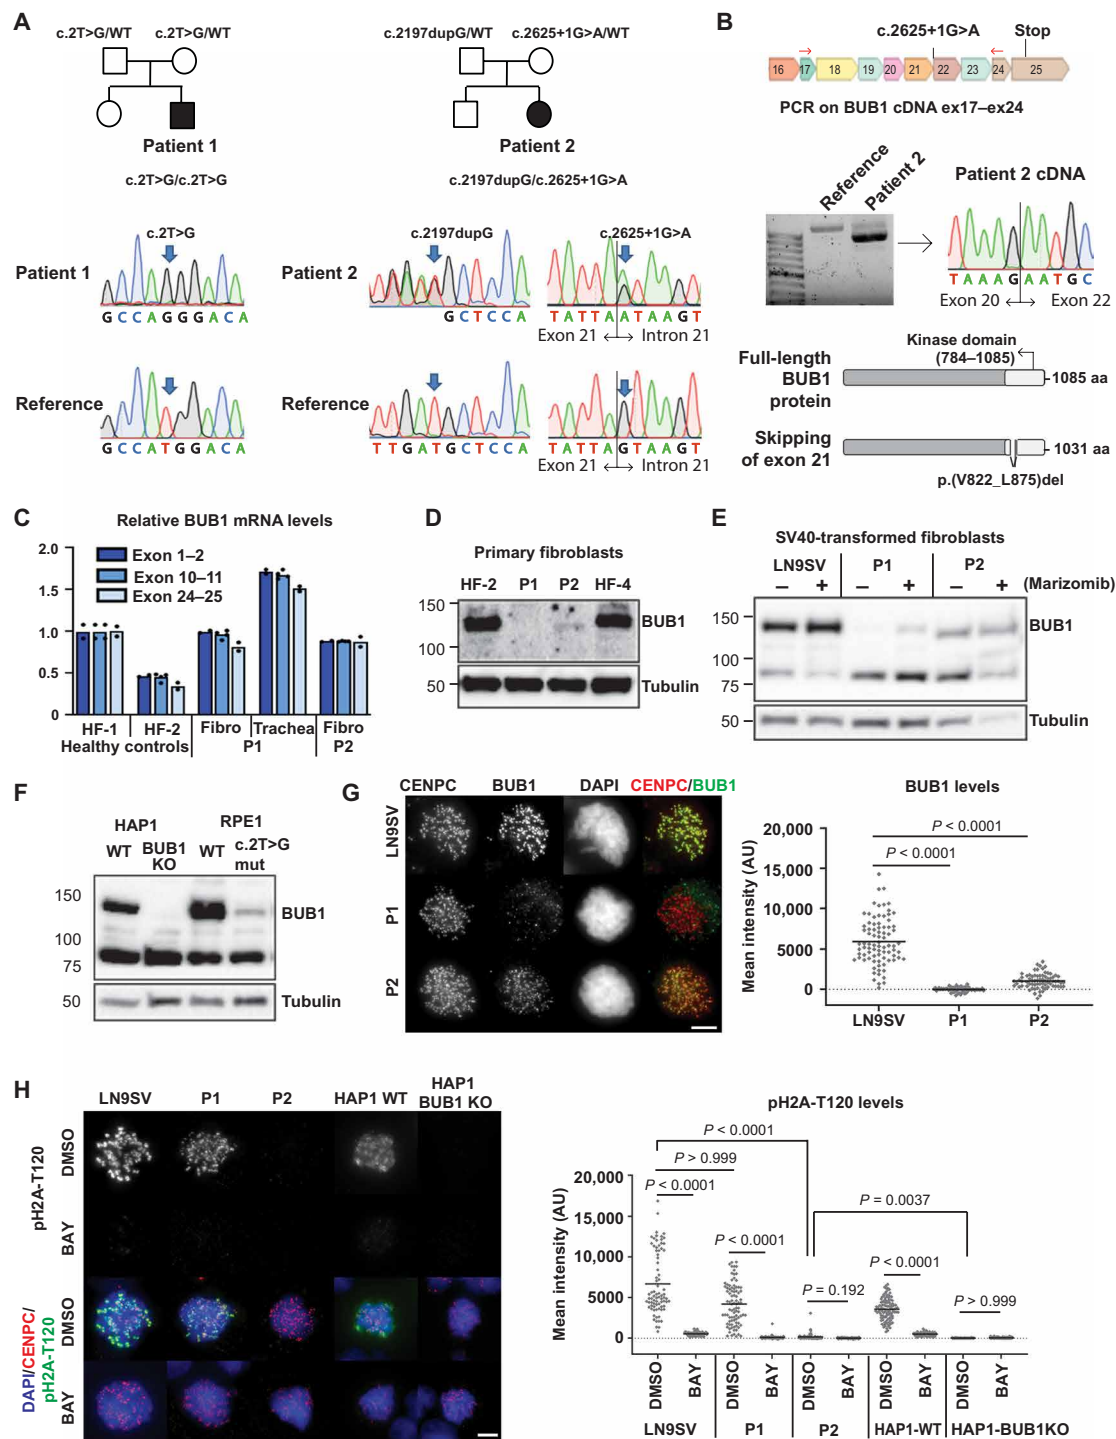 A
c.2T>G/WT c.2T>G/WT
Patient 1
c.2T>G/c.2T>G
c.2197dupG/WT c.2625+1G>A/WT
Patient 2
c.2197dupG/c.2625+1G>A
Patient 1
c.2T>G
GCCAGGGACA
Patient 2
c.2197dupG
GCTCCA
c.2625+1G>A
TATTAATAAGT
Exon 21 Intron 21
Reference
GCCATGGACA
Reference
TTGATGCTCCA
TATTAGTAAGT
Exon 21 Intron 21
B
c.2625+1G>A Stop
16 17 18 19 20 21 22 23 24 25
PCR on BUB1 cDNA ex17–ex24
Reference
Patient 2
Patient 2 cDNA
TAAAGAATGC
Exon 20 Exon 22
Kinase domain
(784–1085)
Full-length
BUB1
protein
1085 aa
Skipping
of exon 21
1031 aa
p.(V822_L875)del
C
Relative BUB1 mRNA levels
2.0
1.5
1.0
0.5
0
Exon 1–2
Exon 10–11
Exon 24–25
HF-1 HF-2 Fibro Trachea Fibro
Healthy controls P1 P2
D
Primary fibroblasts
HF-2 P1 P2 HF-4
150
100
50
BUB1
Tubulin
E
SV40-transformed fibroblasts
LN9SV P1 P2
– + – + – + (Marizomib)
150
100
75
50
BUB1
Tubulin
F
HAP1 RPE1
WT BUB1 KO WT c.2T>G mut
150
100
75
50
BUB1
Tubulin
G
CENPC BUB1 DAPI CENPC/BUB1
LN9SV
P1
P2
BUB1 levels
Mean intensity (AU)
20,000
15,000
10,000
5000
0
P < 0.0001
P < 0.0001
LN9SV P1 P2
H
LN9SV P1 P2 HAP1 WT HAP1 BUB1 KO
pH2A-T120
DMSO
BAY
DAPI/CENPC/
pH2A-T120
DMSO
BAY
pH2A-T120 levels
Mean intensity (AU)
20,000
15,000
10,000
5000
0
P < 0.0001
P > 0.999
P < 0.0001
P = 0.0037
P < 0.0001
P < 0.0001
P = 0.192
P > 0.999
DMSO BAY DMSO BAY DMSO BAY DMSO BAY DMSO BAY
LN9SV P1 P2 HAP1-WT HAP1-BUB1KO